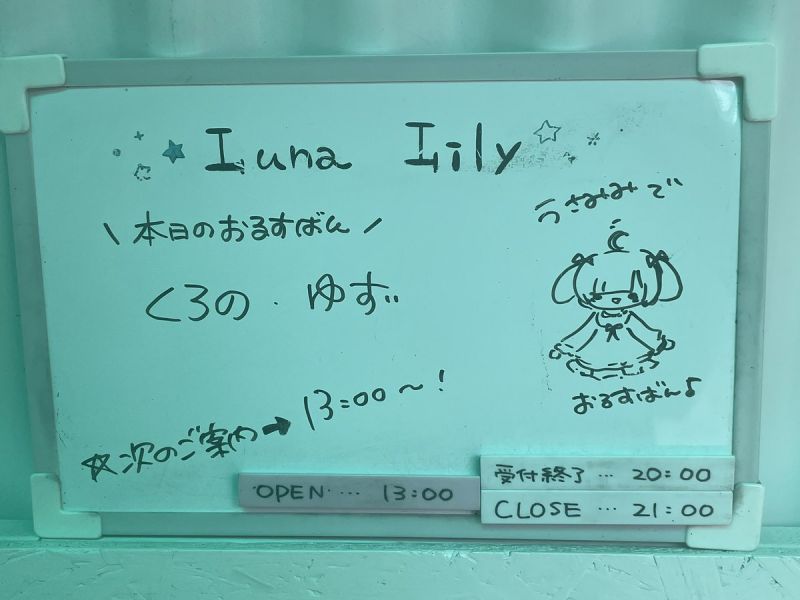 Luna Lily
\ 本日のおるすばん /
くろの・ゆず
うさみみで
おるすばん♪
☆次のご案内➡ 13:00〜!
OPEN … 13:00
受付終了 … 20:00
CLOSE … 21:00